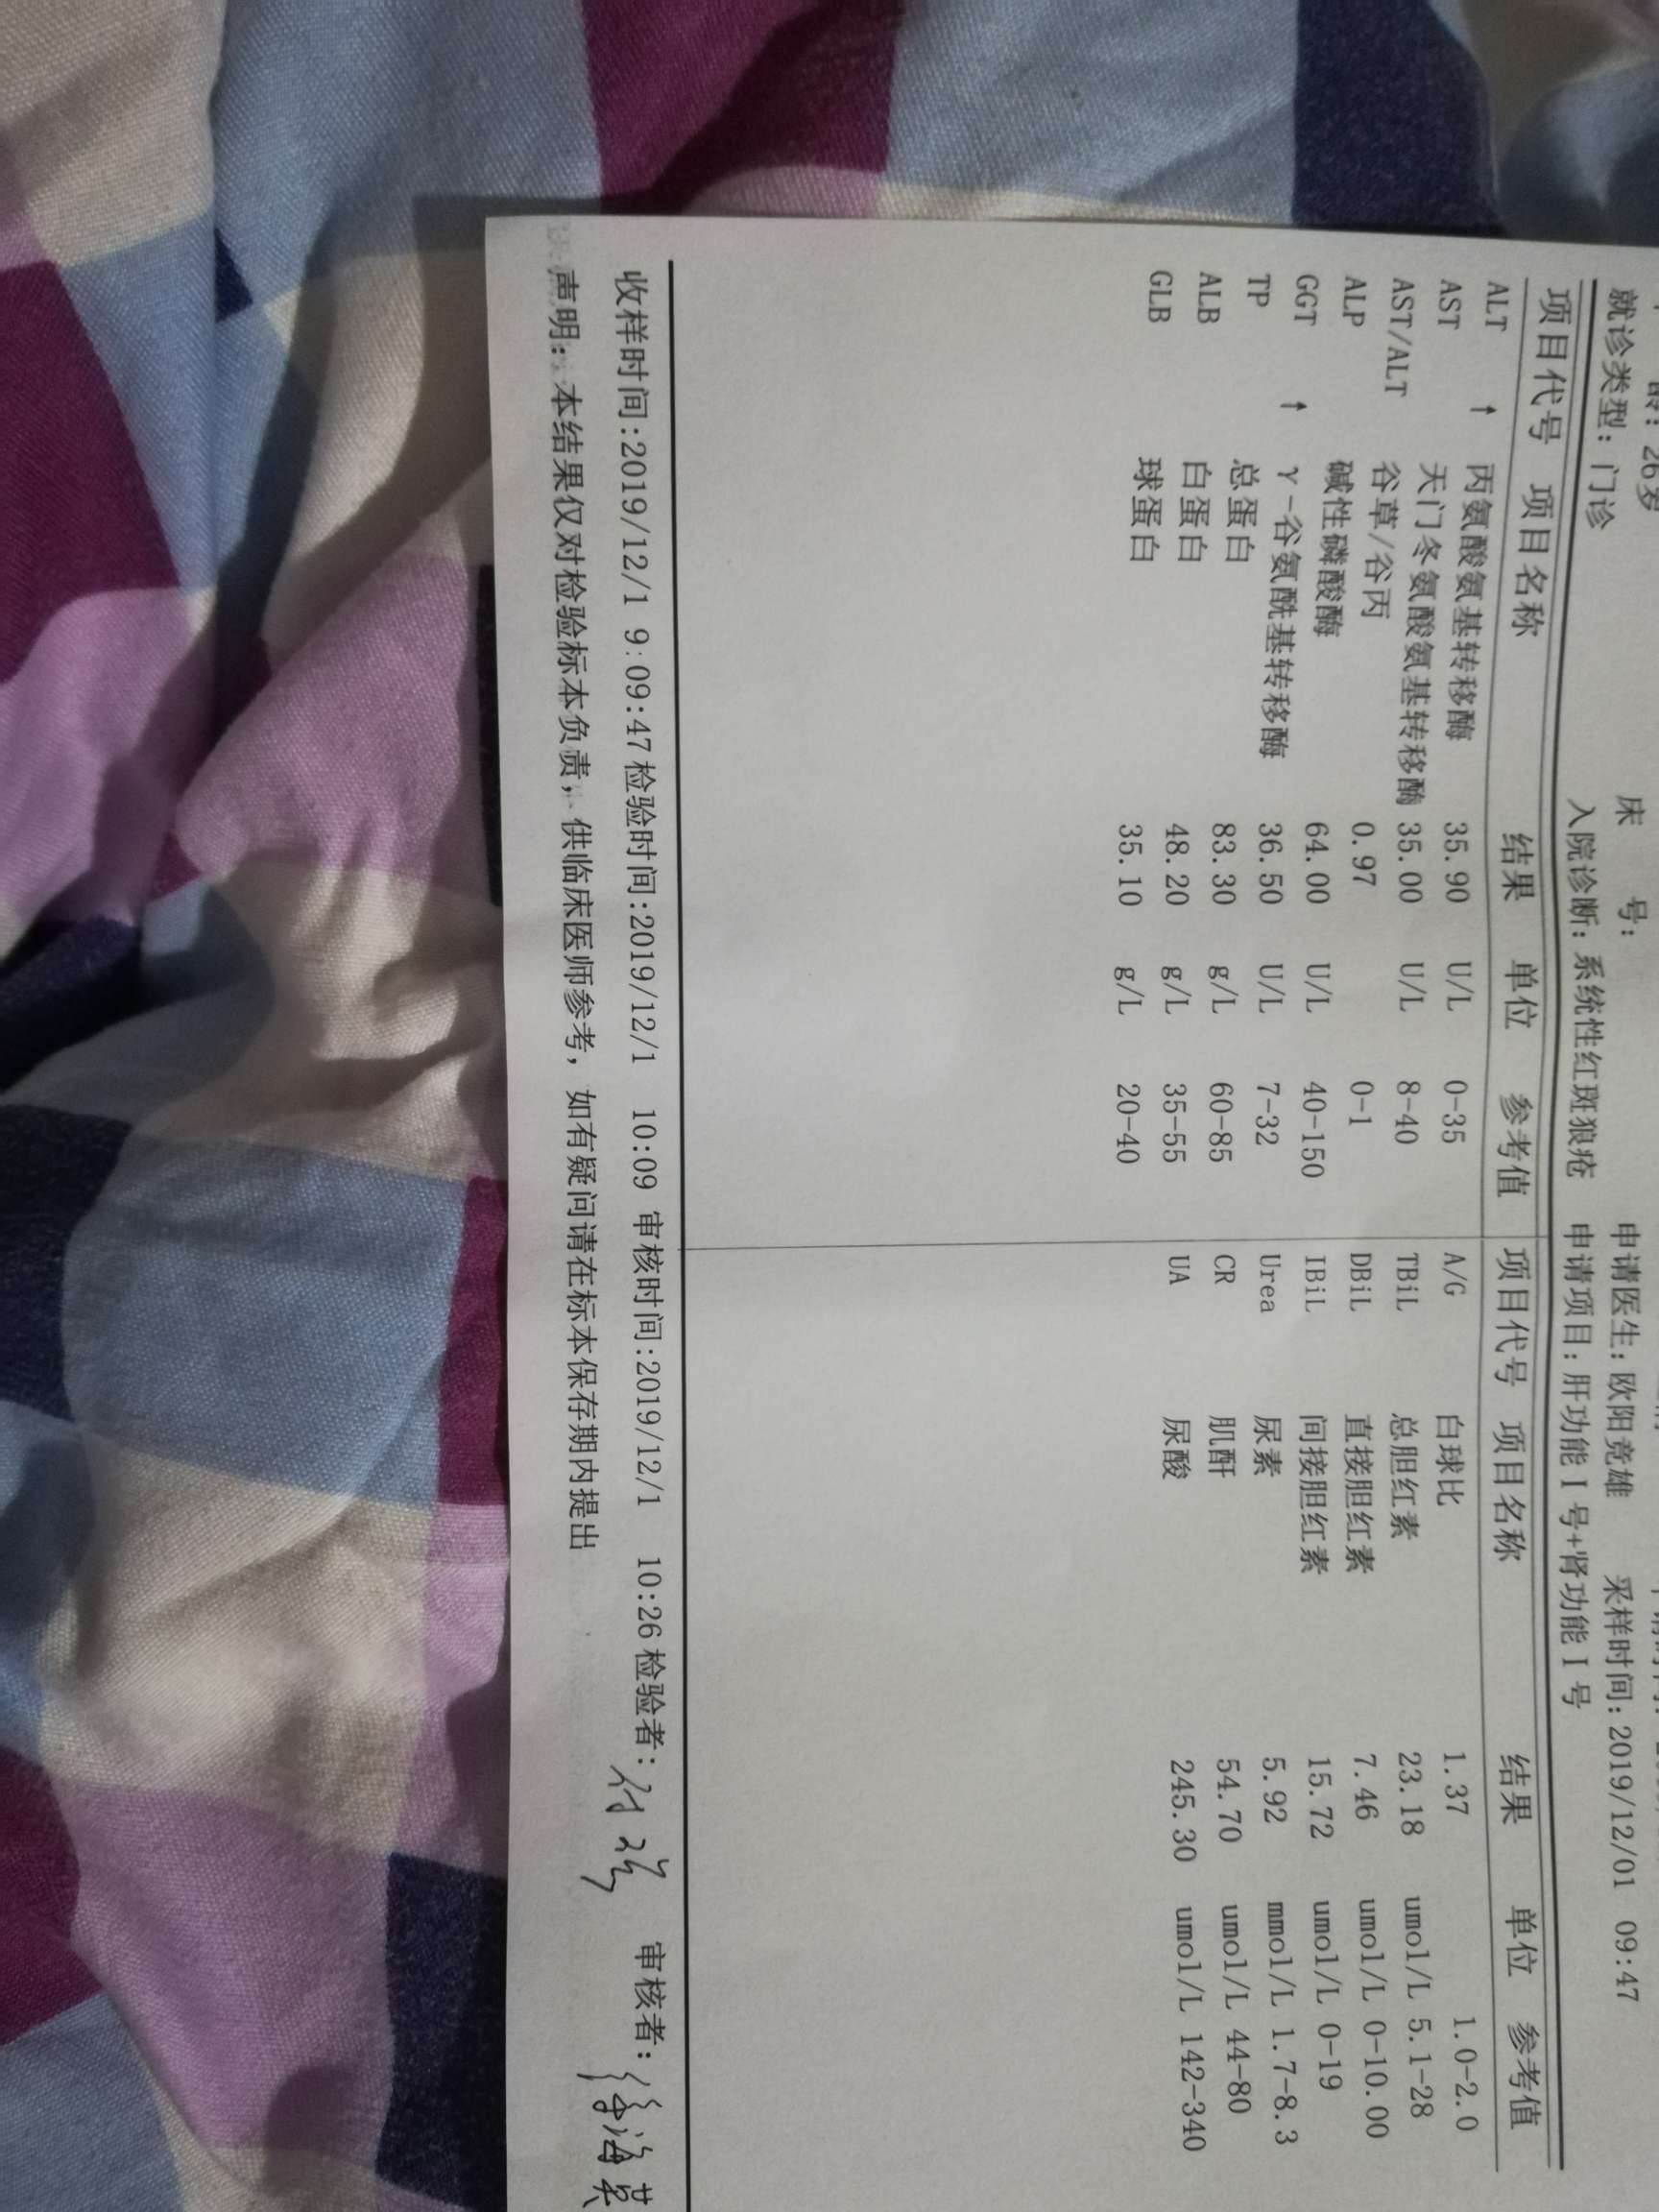 龄: 26岁 床 号:
就诊类型: 门诊 入院诊断: 系统性红斑狼疮 申请医生: 欧阳竞雄 采样时间: 2019/12/01 09:47
申请项目: 肝功能Ⅰ号+肾功能Ⅰ号
项目代号 项目名称 结果 单位 参考值 项目代号 项目名称 结果 单位 参考值
ALT ↑ 丙氨酸氨基转移酶 35.90 U/L 0-35 A/G 白球比 1.37 1.0-2.0
AST 天门冬氨酸氨基转移酶 35.00 U/L 8-40 TBiL 总胆红素 23.18 umol/L 5.1-28
AST/ALT 谷草/谷丙 0.97 0-1 DBiL 直接胆红素 7.46 umol/L 0-10.00
ALP 碱性磷酸酶 64.00 U/L 40-150 IBiL 间接胆红素 15.72 umol/L 0-19
GGT ↑ γ-谷氨酰基转移酶 36.50 U/L 7-32 Urea 尿素 5.92 mmol/L 1.7-8.3
TP 总蛋白 83.30 g/L 60-85 CR 肌酐 54.70 umol/L 44-80
ALB 白蛋白 48.20 g/L 35-55 UA 尿酸 245.30 umol/L 142-340
GLB 球蛋白 35.10 g/L 20-40
收样时间:2019/12/1 9:09:47 检验时间:2019/12/1 10:09 审核时间:2019/12/1 10:26 检验者: 审核者:
声明: 本结果仅对检验标本负责, 供临床医师参考, 如有疑问请在标本保存期内提出